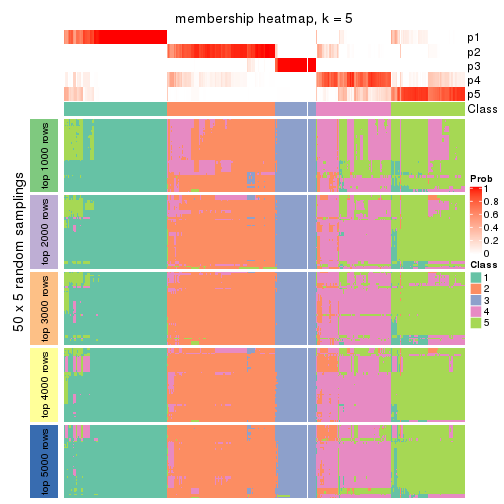 membership heatmap, k = 5
p1
p2
p3
p4
p5
Class
50 x 5 random samplings
top 1000 rows
top 2000 rows
top 3000 rows
top 4000 rows
top 5000 rows
Prob
1
0.8
0.6
0.4
0.2
0
Class
1
2
3
4
5